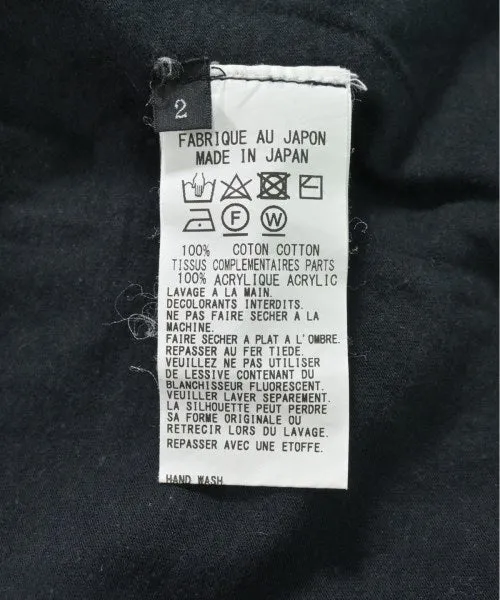 2
FABRIQUE AU JAPON
MADE IN JAPAN
F W
100% COTON COTTON
TISSUS COMPLEMENTAIRES PARTS
100% ACRYLIQUE ACRYLIC
LAVAGE A LA MAIN.
DECOLORANTS INTERDITS.
NE PAS FAIRE SECHER A LA
MACHINE.
FAIRE SECHER A PLAT A L'OMBRE.
REPASSER AU FER TIEDE.
VEUILLEZ NE PAS UTILISER
DE LESSIVE CONTENANT DU
BLANCHISSEUR FLUORESCENT.
VEUILLER LAVER SEPAREMENT.
LA SILHOUETTE PEUT PERDRE
SA FORME ORIGINALE OU
RETRECIR LORS DU LAVAGE.
REPASSER AVEC UNE ETOFFE.
HAND WASH